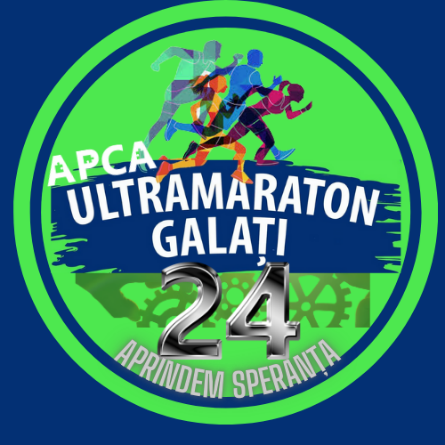 APCA
ULTRAMARATON
GALAȚI
24
APRINDEM SPERANȚA